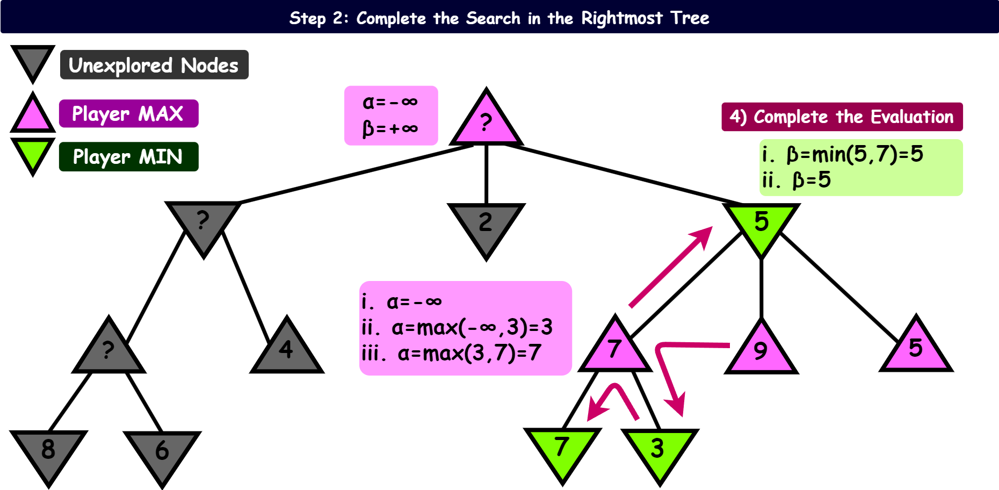 Step 2: Complete the Search in the Rightmost Tree
Unexplored Nodes
Player MAX
Player MIN
α=-∞
β=+∞
?
4) Complete the Evaluation
i. β=min(5,7)=5
ii. β=5
?
2
5
i. α=-∞
ii. α=max(-∞,3)=3
iii. α=max(3,7)=7
?
4
7
9
5
8
6
7
3